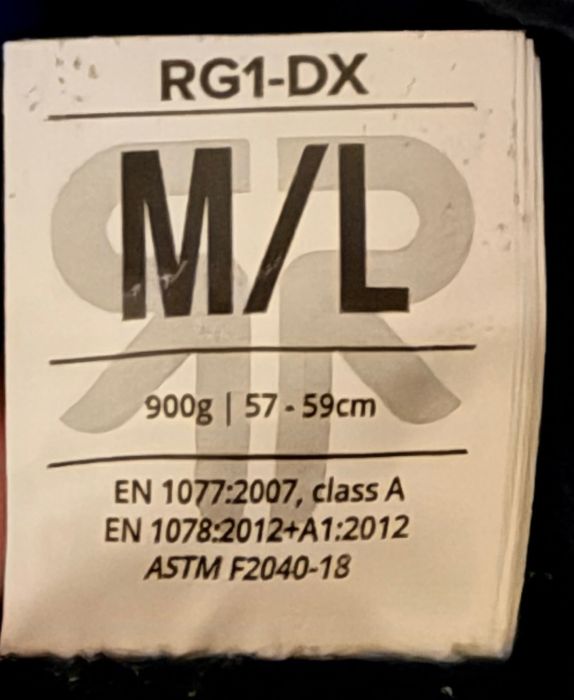 RG1-DX
M/L
900g | 57 - 59cm
EN 1077:2007, class A
EN 1078:2012+A1:2012
ASTM F2040-18